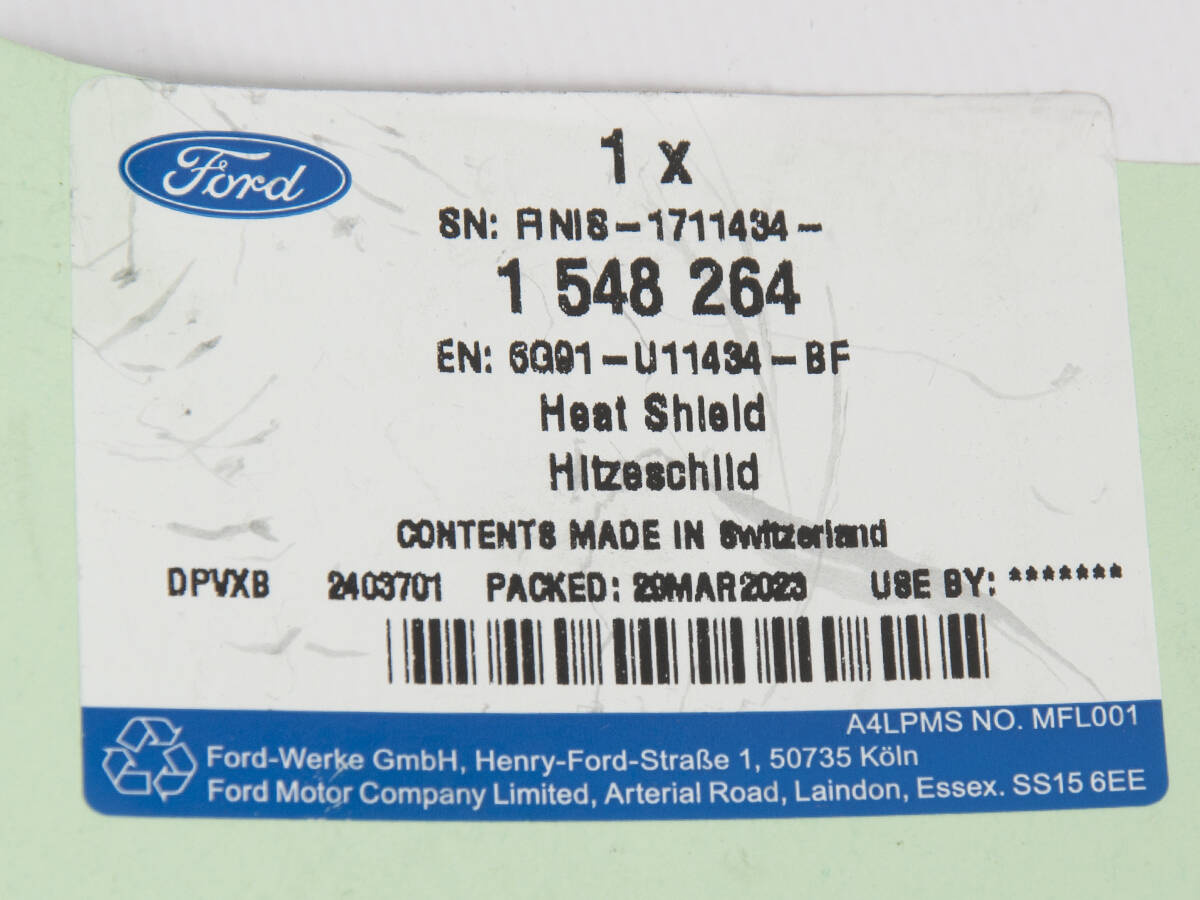 Ford
1 x
SN: FINIS-1711434-
1 548 264
EN: 6G91-U11434-BF
Heat Shield
Hitzeschild
CONTENTS MADE IN Switzerland
DPVXB 2403701 PACKED: 29MAR2023 USE BY: *******
A4LPMS NO. MFL001
Ford-Werke GmbH, Henry-Ford-Straße 1, 50735 Köln
Ford Motor Company Limited, Arterial Road, Laindon, Essex. SS15 6EE